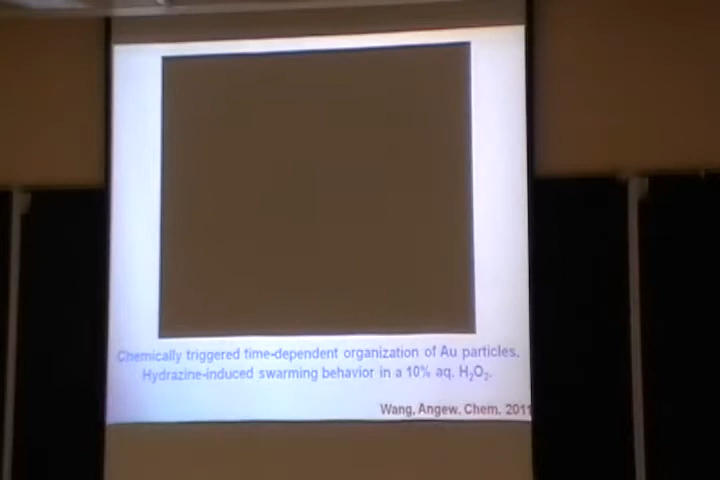 Chemically triggered time-dependent organization of Au particles.
Hydrazine-induced swarming behavior in a 10% aq. H₂O₂.
Wang, Angew. Chem. 2011